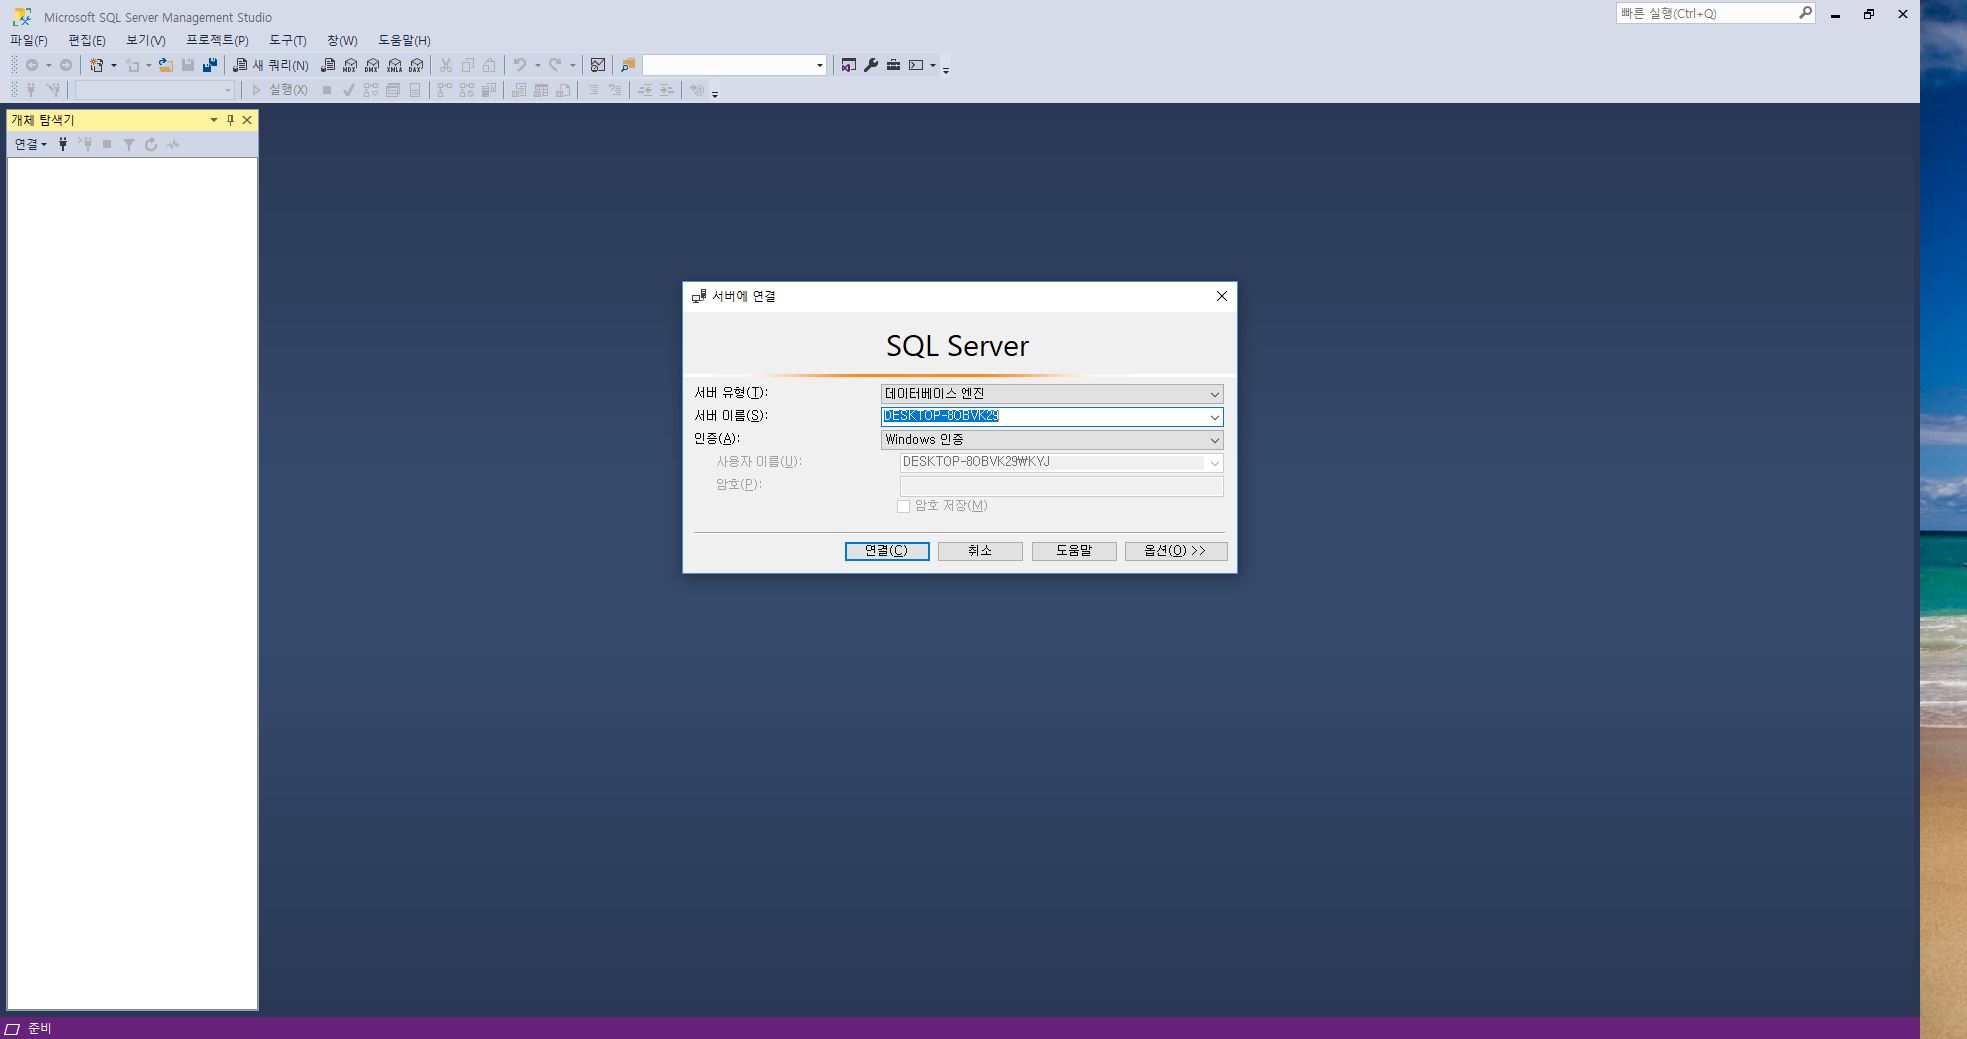 Microsoft SQL Server Management Studio
빠른 실행(Ctrl+Q)
파일(F) 편집(E) 보기(V) 프로젝트(P) 도구(T) 창(W) 도움말(H)
새 쿼리(N) MDX DMX XMLA DAX
실행(X)
개체 탐색기
연결
서버에 연결
SQL Server
서버 유형(T): 데이터베이스 엔진
서버 이름(S): DESKTOP-8OBVK29
인증(A): Windows 인증
사용자 이름(U): DESKTOP-8OBVK29₩KYJ
암호(P):
암호 저장(M)
연결(C) 취소 도움말 옵션(O) >>
준비